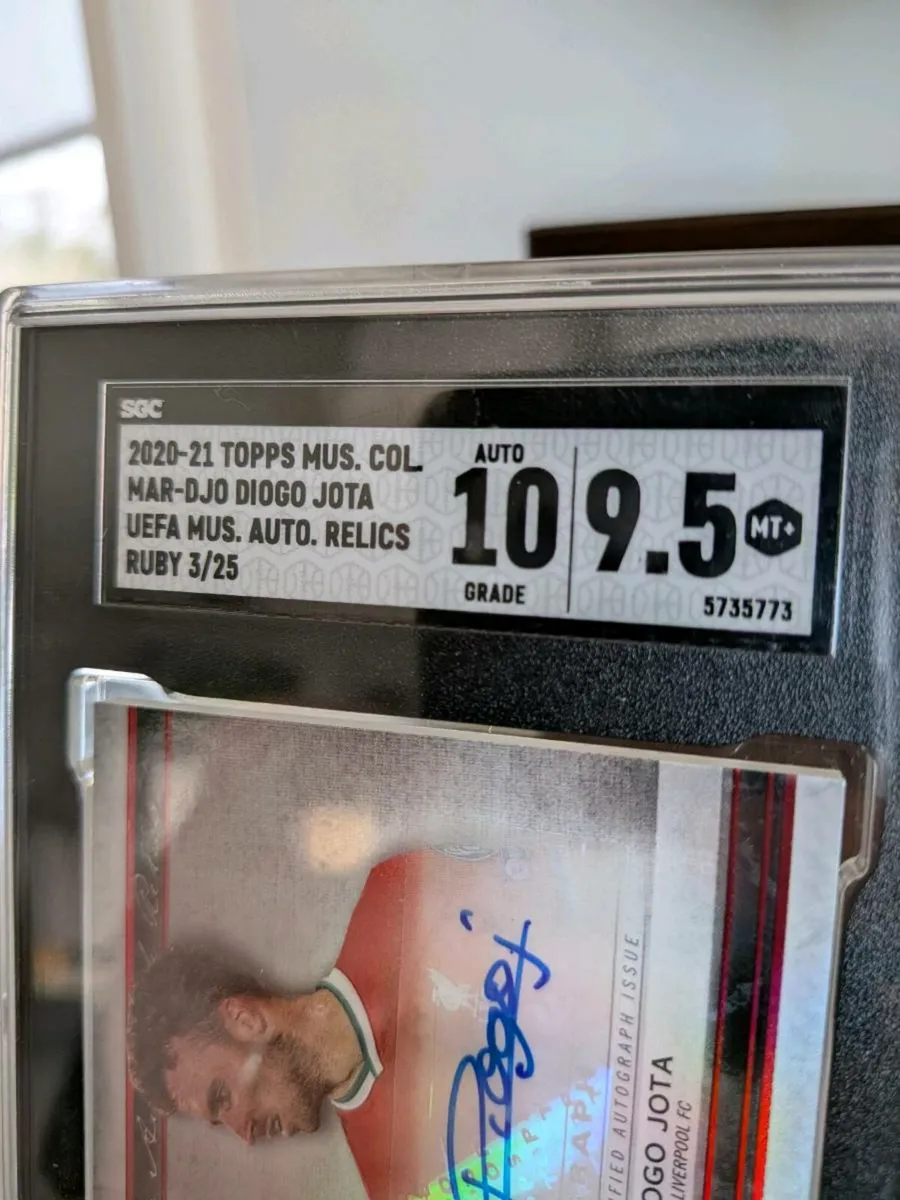 SGC
2020-21 TOPPS MUS. COL.
MAR-DJO DIOGO JOTA
UEFA MUS. AUTO. RELICS
RUBY 3/25
AUTO
10
GRADE
9.5
MT+
5735773
FIED AUTOGRAPH ISSUE
OGO JOTA
LIVERPOOL FC